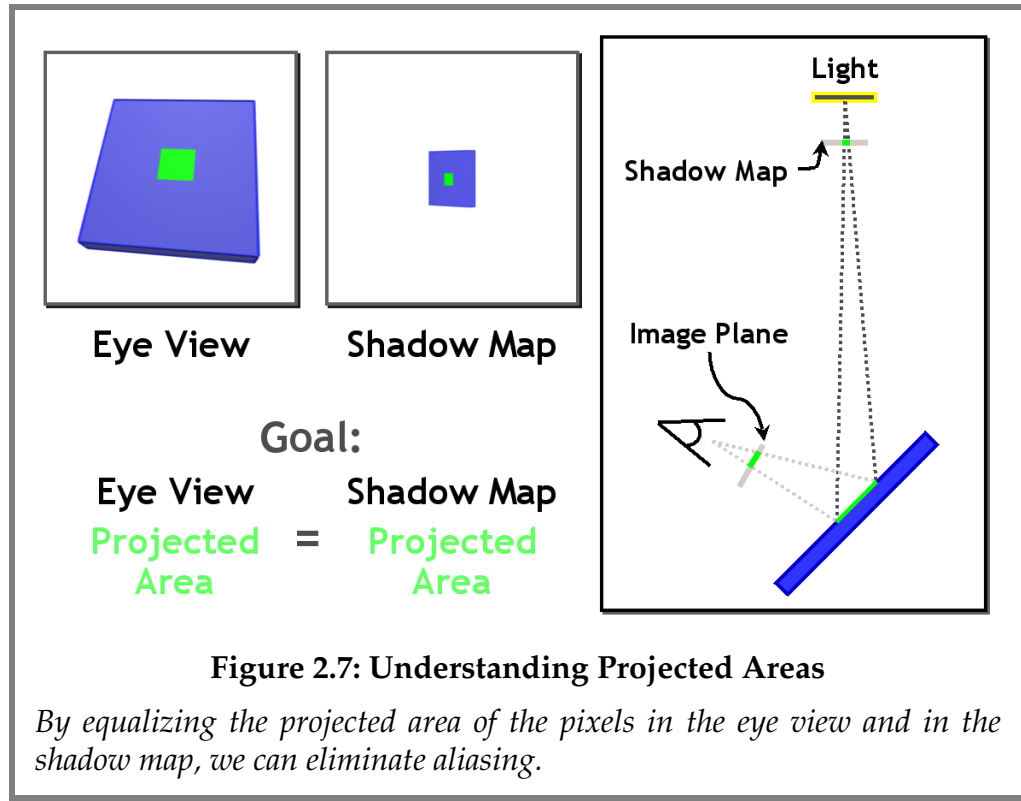 Light
Shadow Map
Image Plane
Eye View
Shadow Map
Goal:
Eye View
Shadow Map
Projected
Area
=
Projected
Area
Figure 2.7: Understanding Projected Areas
By equalizing the projected area of the pixels in the eye view and in the
shadow map, we can eliminate aliasing.